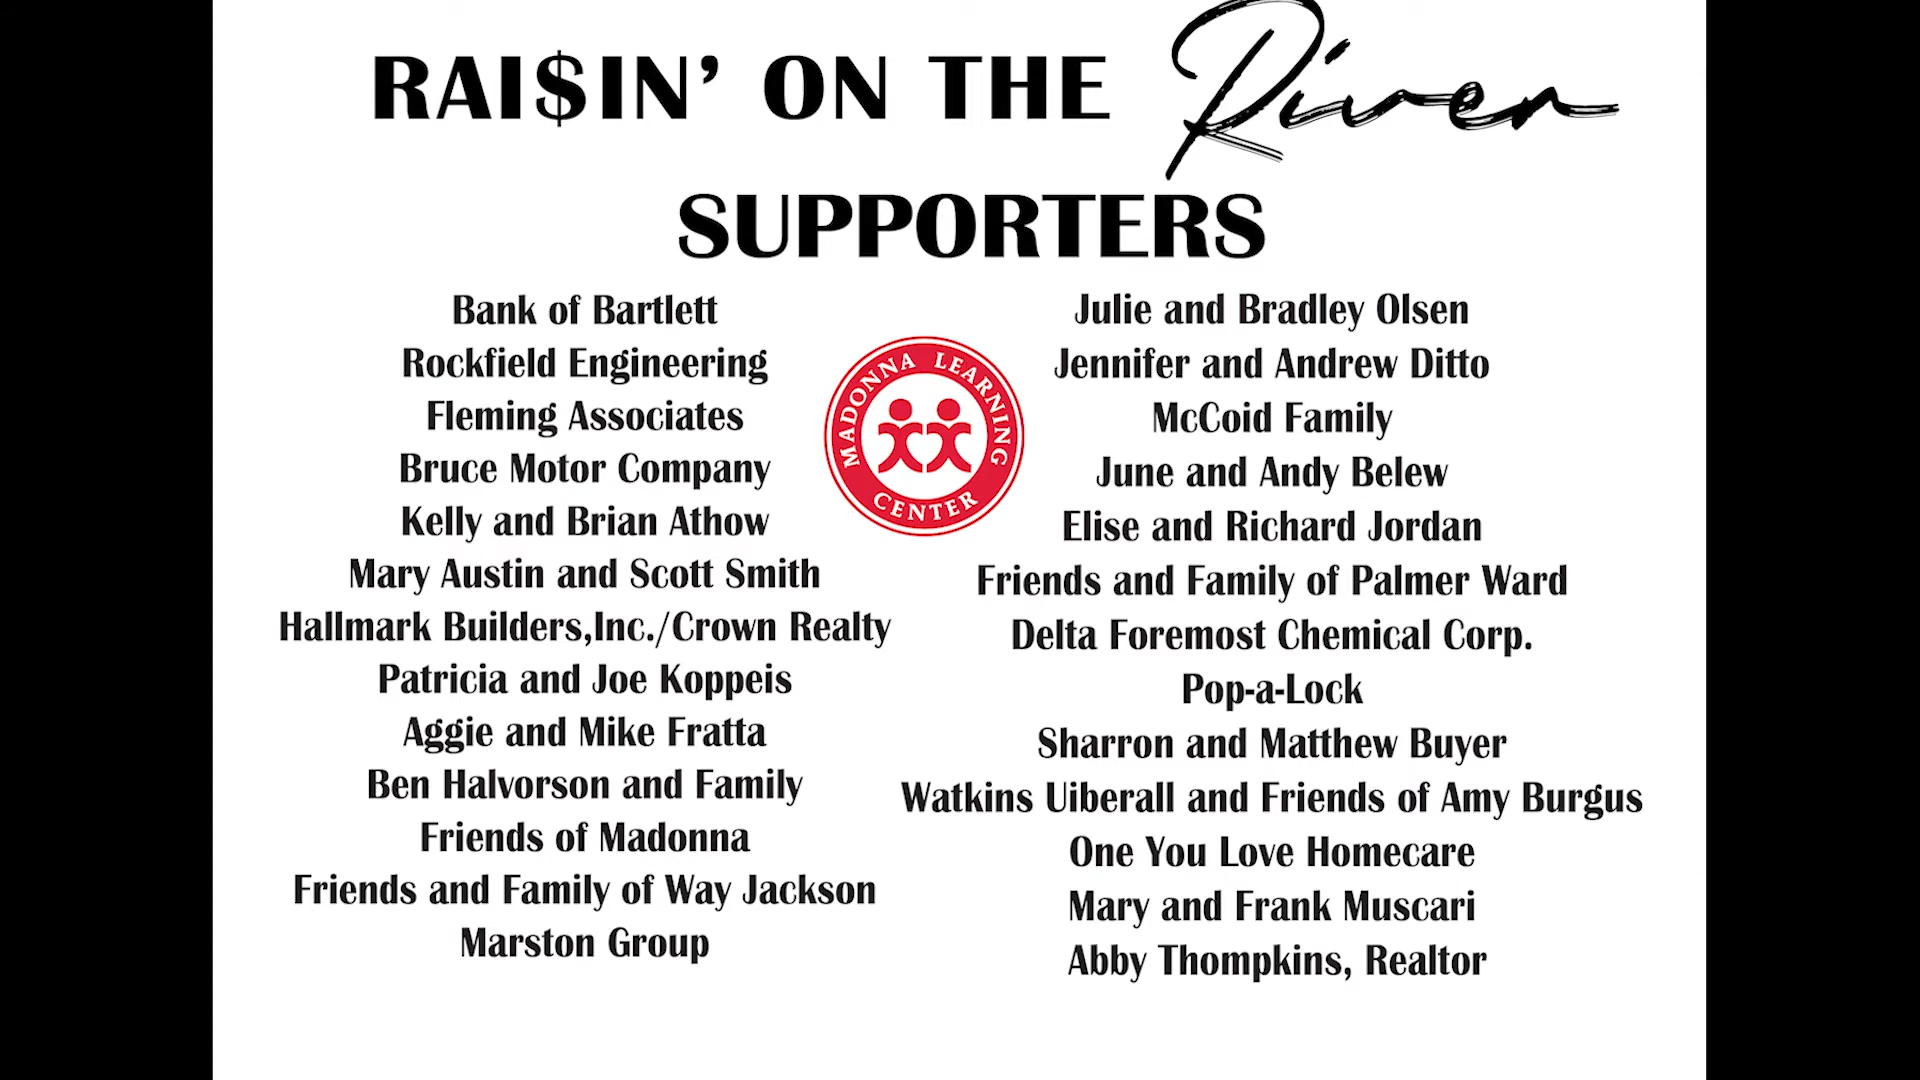 RAI$IN' ON THE River
SUPPORTERS
Bank of Bartlett
Rockfield Engineering
Fleming Associates
Bruce Motor Company
Kelly and Brian Athow
Mary Austin and Scott Smith
Hallmark Builders,Inc./Crown Realty
Patricia and Joe Koppeis
Aggie and Mike Fratta
Ben Halvorson and Family
Friends of Madonna
Friends and Family of Way Jackson
Marston Group
MADONNA LEARNING
CENTER
Julie and Bradley Olsen
Jennifer and Andrew Ditto
McCoid Family
June and Andy Belew
Elise and Richard Jordan
Friends and Family of Palmer Ward
Delta Foremost Chemical Corp.
Pop-a-Lock
Sharron and Matthew Buyer
Watkins Uiberall and Friends of Amy Burgus
One You Love Homecare
Mary and Frank Muscari
Abby Thompkins, Realtor